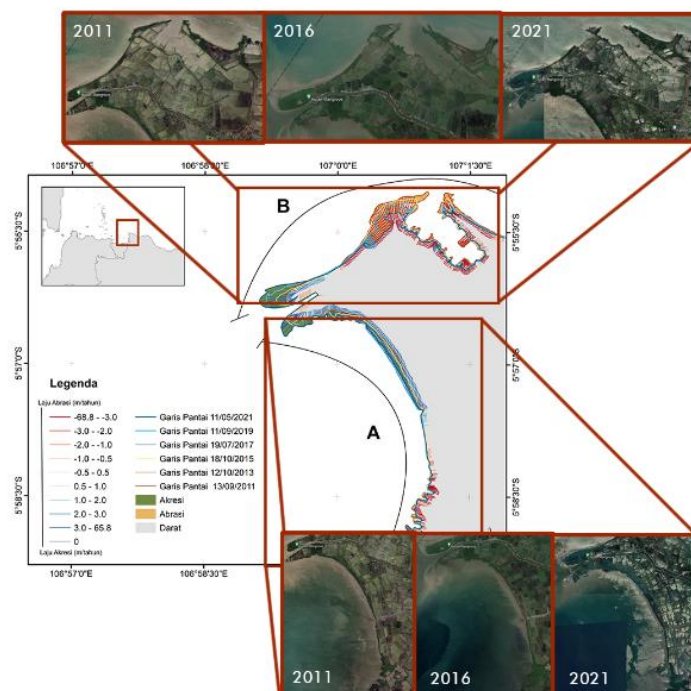 2011
2016
2021
106°57'0"E
106°58'30"E
107°0'0"E
107°1'30"E
B
5°55'30"S
5°55'30"S
5°57'0"S
5°57'0"S
Legenda
Laju Abrasi (m/tahun)
-68.8 - -3.0
-3.0 - -2.0
-2.0 - -1.0
-1.0 - -0.5
-0.5 - 0.5
0.5 - 1.0
1.0 - 2.0
2.0 - 3.0
3.0 - 65.8
0
Laju Akresi (m/tahun)
Garis Pantai 11/05/2021
Garis Pantai 11/09/2019
Garis Pantai 19/07/2017
Garis Pantai 18/10/2015
Garis Pantai 12/10/2013
Garis Pantai 13/09/2011
Akresi
Abrasi
Darat
A
5°58'30"S
5°58'30"S
106°57'0"E
106°58'30"E
2011
2016
2021